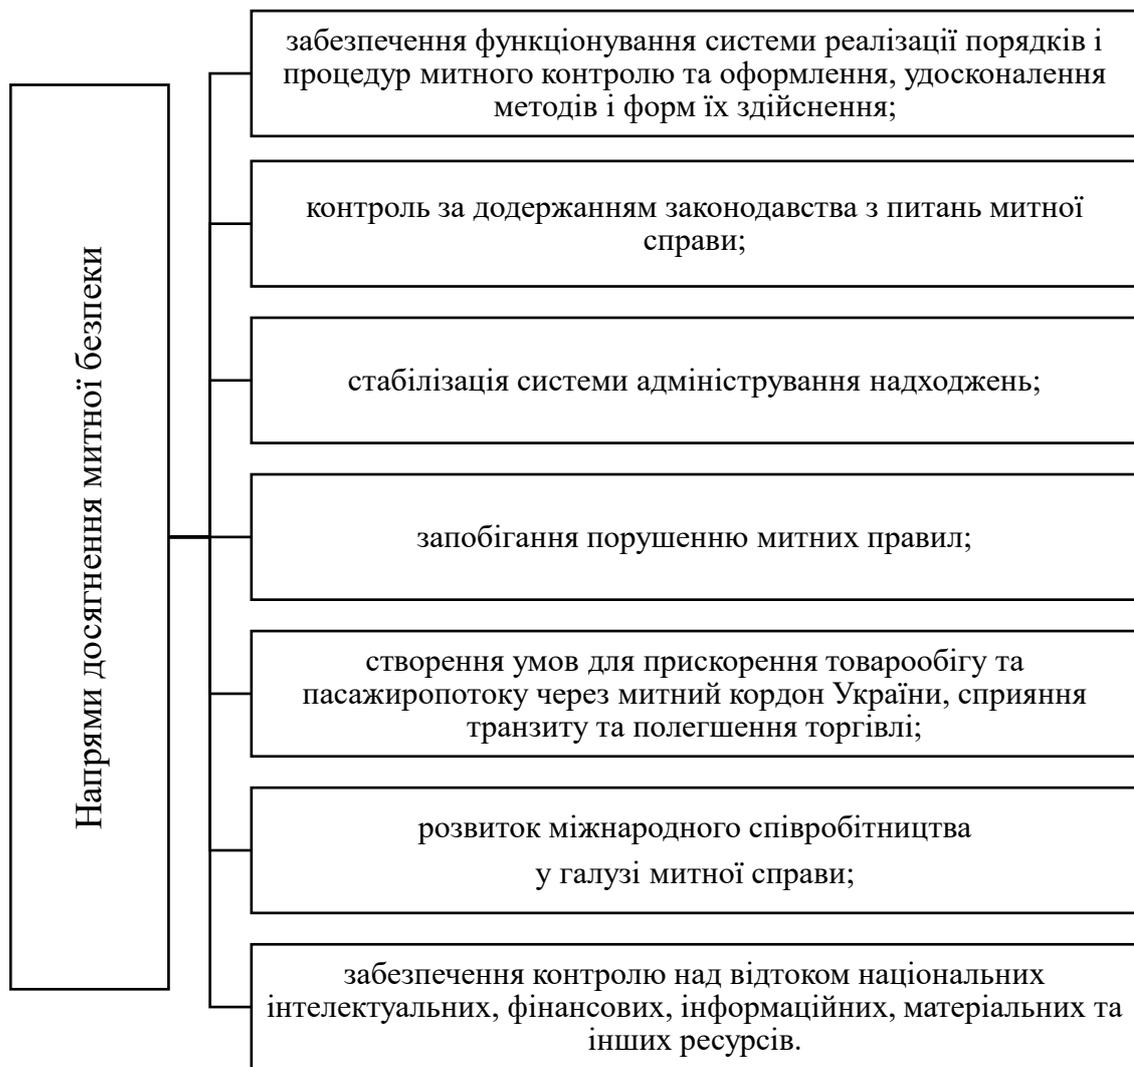 Напрями досягнення митної безпеки
забезпечення функціонування системи реалізації порядків і
процедур митного контролю та оформлення, удосконалення
методів і форм їх здійснення;
контроль за додержанням законодавства з питань митної
справи;
стабілізація системи адміністрування надходжень;
запобігання порушенню митних правил;
створення умов для прискорення товарообігу та
пасажиропотоку через митний кордон України, сприяння
транзиту та полегшення торгівлі;
розвиток міжнародного співробітництва
у галузі митної справи;
забезпечення контролю над відтоком національних
інтелектуальних, фінансових, інформаційних, матеріальних та
інших ресурсів.